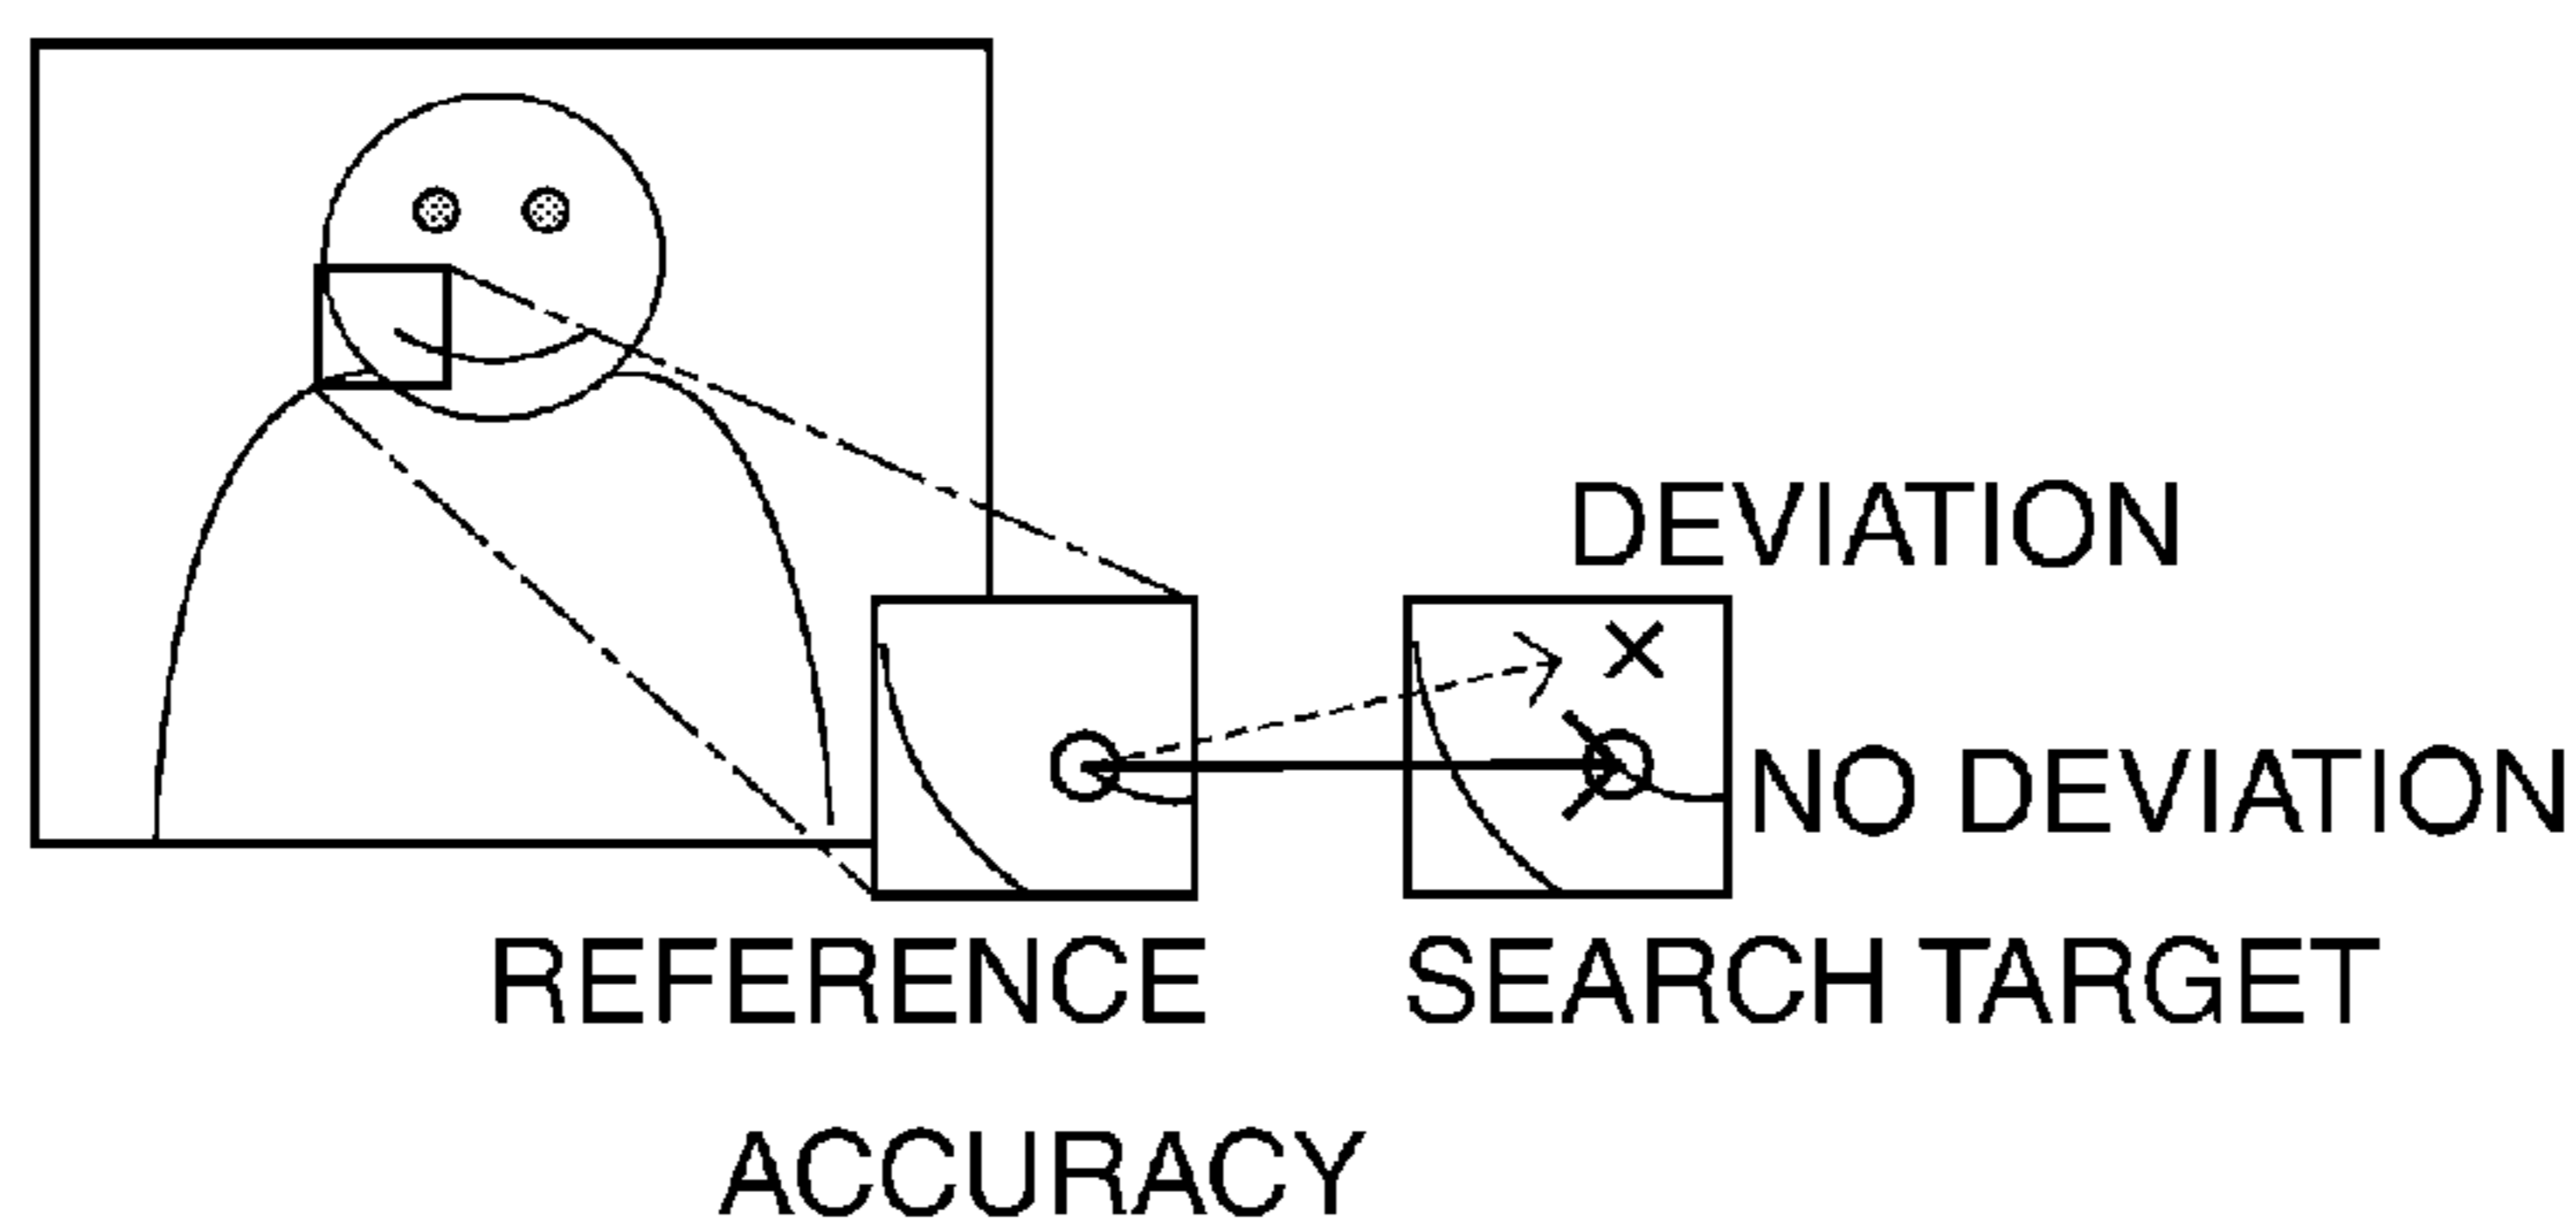 DEVIATION
NO DEVIATION
REFERENCE
SEARCH TARGET
ACCURACY